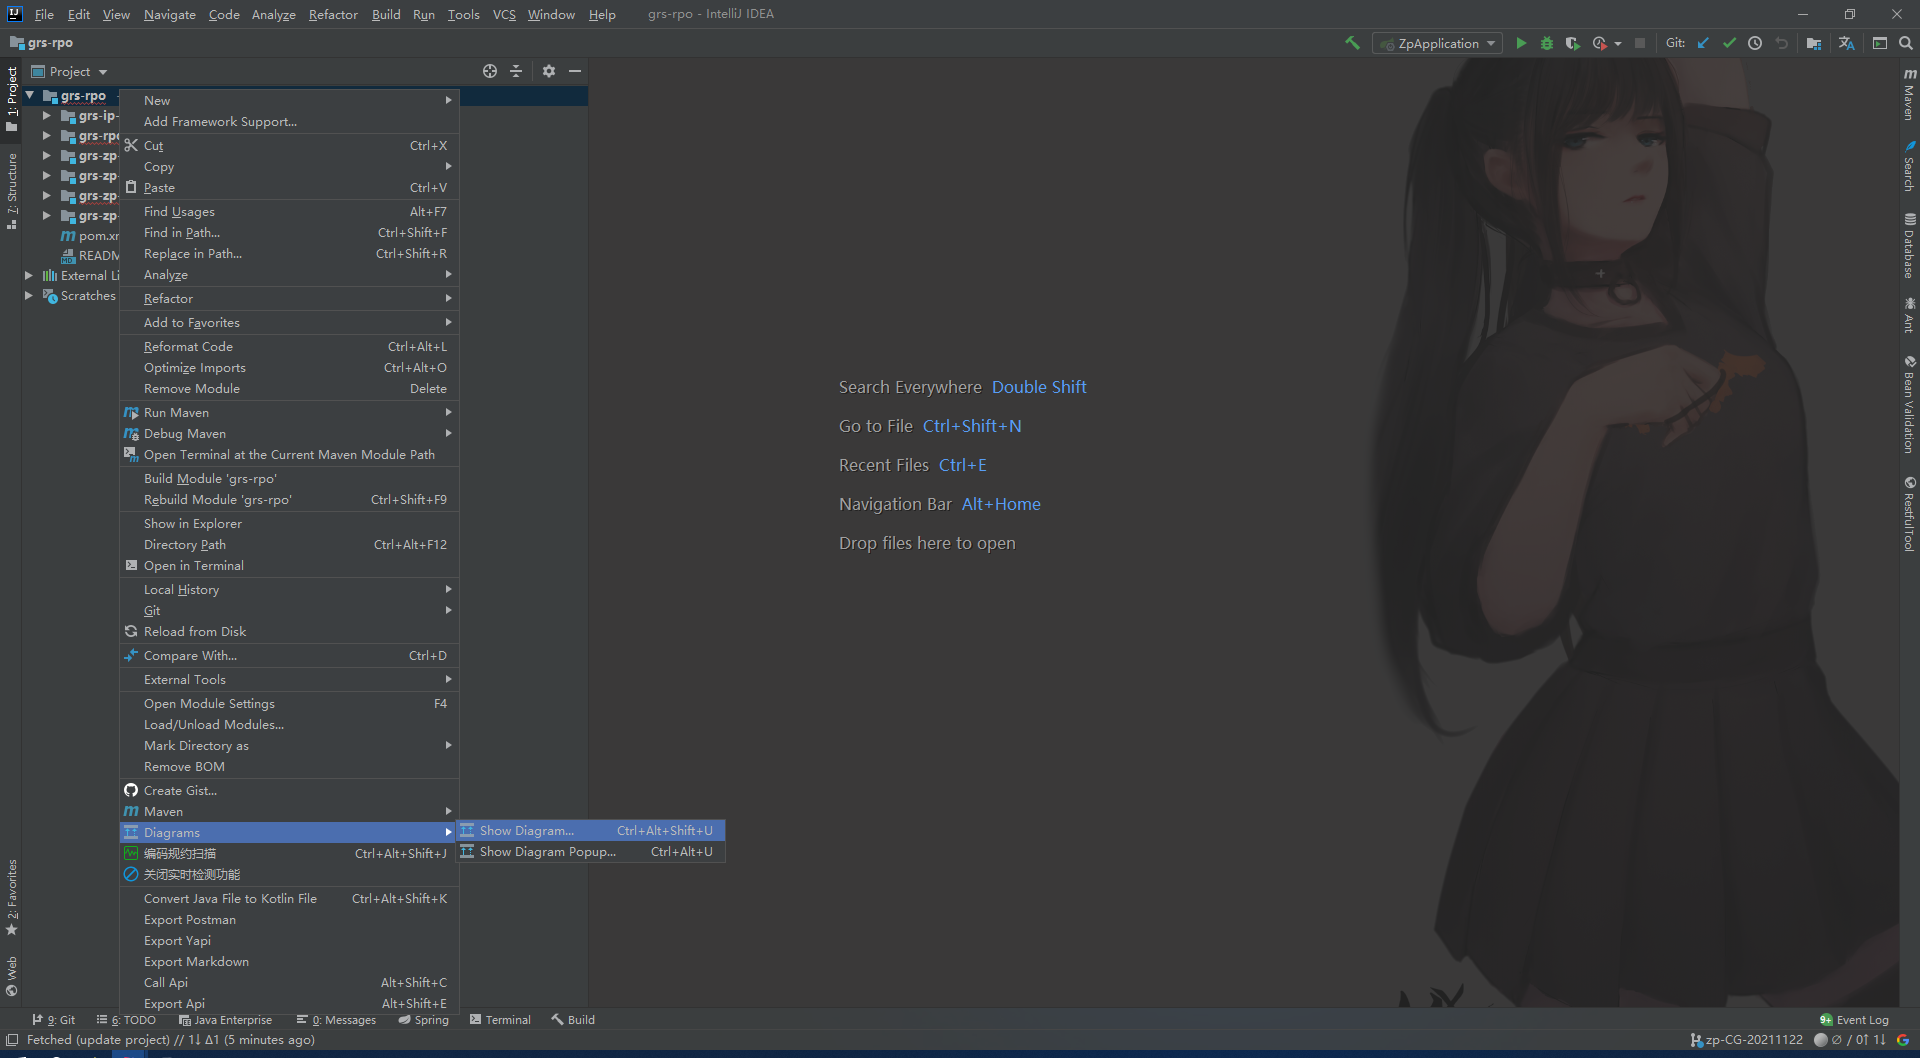 File Edit View Navigate Code Analyze Refactor Build Run Tools VCS Window Help grs-rpo - IntelliJ IDEA
grs-rpo
ZpApplication
Git:
1: Project
7: Structure
2: Favorites
Web
Project
grs-rpo
grs-ip-
grs-rpo
grs-zp-
grs-zp-
grs-zp-
grs-zp-
pom.xm
READM
External Li
Scratches
New
Add Framework Support...
Cut Ctrl+X
Copy
Paste Ctrl+V
Find Usages Alt+F7
Find in Path... Ctrl+Shift+F
Replace in Path... Ctrl+Shift+R
Analyze
Refactor
Add to Favorites
Reformat Code Ctrl+Alt+L
Optimize Imports Ctrl+Alt+O
Remove Module Delete
Run Maven
Debug Maven
Open Terminal at the Current Maven Module Path
Build Module 'grs-rpo'
Rebuild Module 'grs-rpo' Ctrl+Shift+F9
Show in Explorer
Directory Path Ctrl+Alt+F12
Open in Terminal
Local History
Git
Reload from Disk
Compare With... Ctrl+D
External Tools
Open Module Settings F4
Load/Unload Modules...
Mark Directory as
Remove BOM
Create Gist...
Maven
Diagrams
编码规约扫描 Ctrl+Alt+Shift+J
关闭实时检测功能
Convert Java File to Kotlin File Ctrl+Alt+Shift+K
Export Postman
Export Yapi
Export Markdown
Call Api Alt+Shift+C
Export Api Alt+Shift+E
Show Diagram... Ctrl+Alt+Shift+U
Show Diagram Popup... Ctrl+Alt+U
Search Everywhere Double Shift
Go to File Ctrl+Shift+N
Recent Files Ctrl+E
Navigation Bar Alt+Home
Drop files here to open
Maven
Search
Database
Ant
Bean Validation
RestfulTool
9: Git 6: TODO Java Enterprise 0: Messages Spring Terminal Build
9+ Event Log
Fetched (update project) // 1↓ Δ1 (5 minutes ago)
zp-CG-20211122 ∅ / 0↑ 1↓